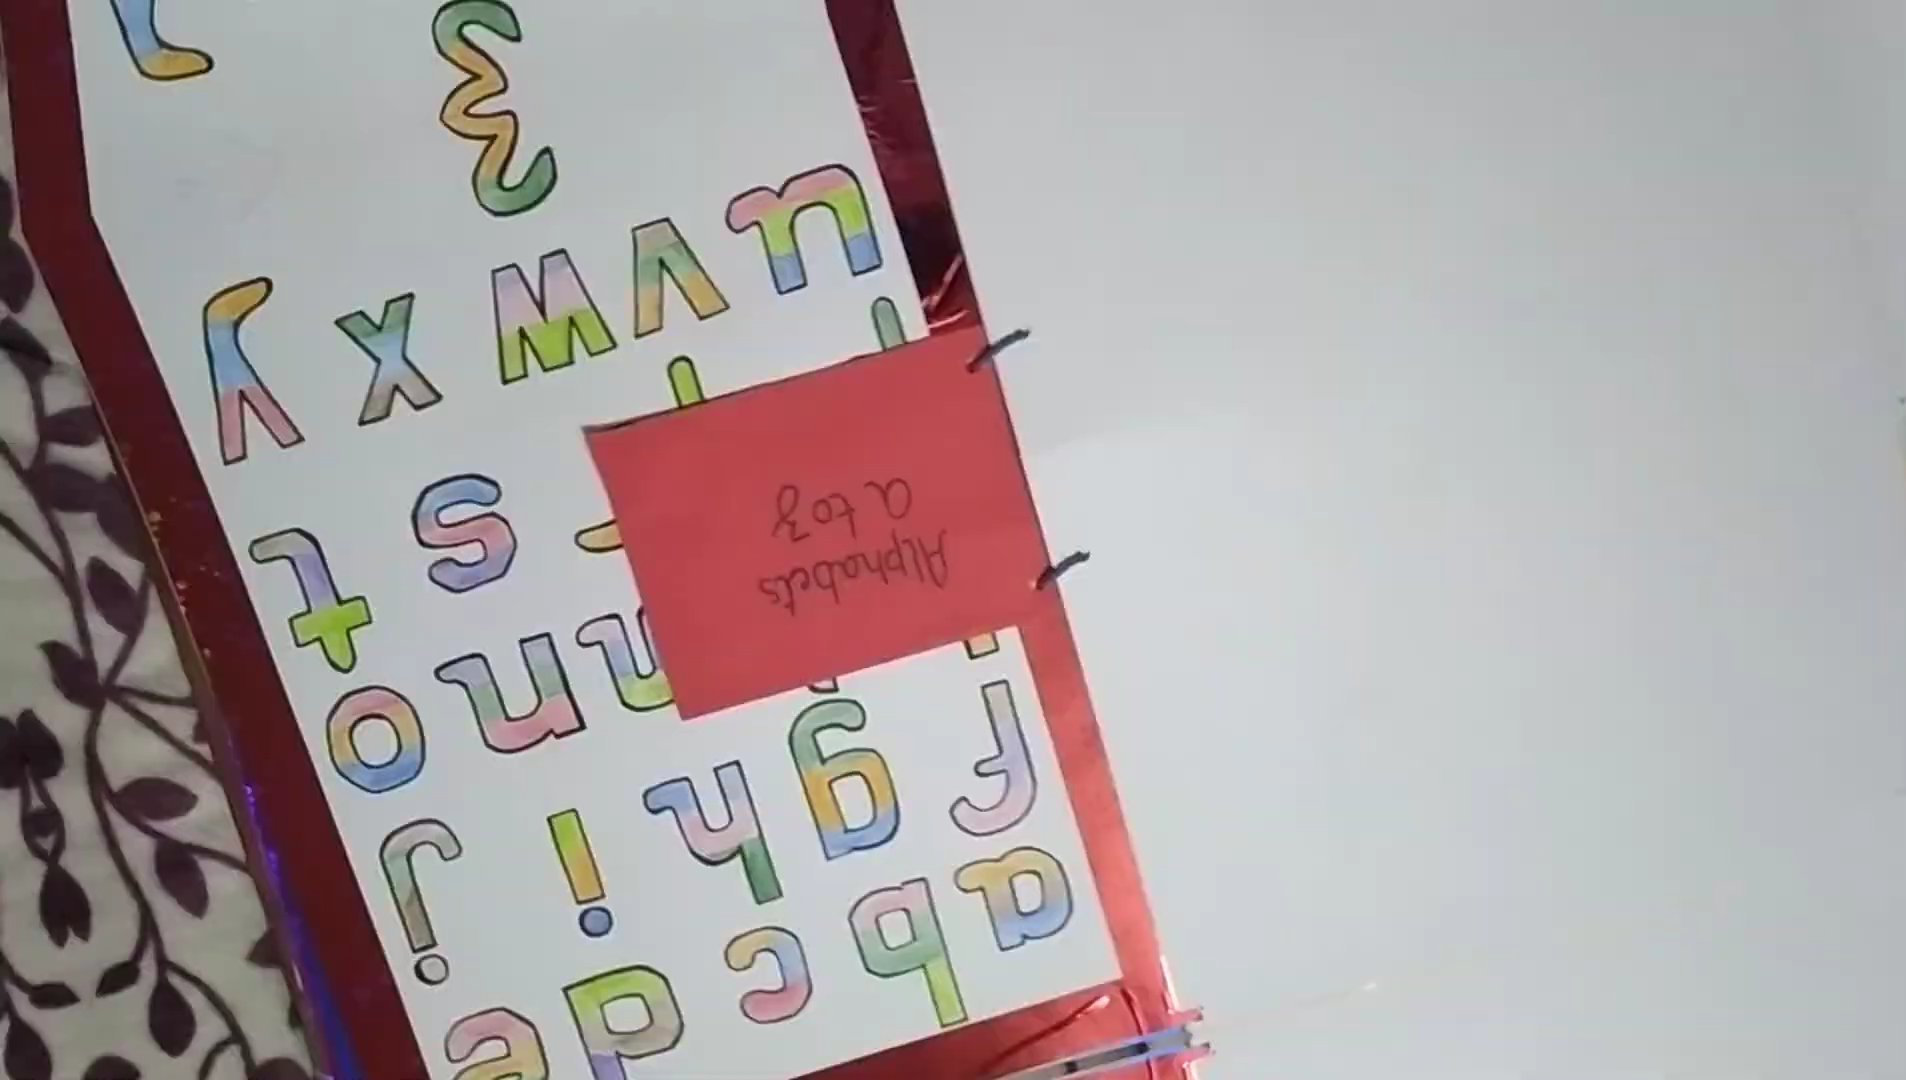 a b c d e
f g h i j
n o
Alphabets
a to z
s t
u v w x y
z